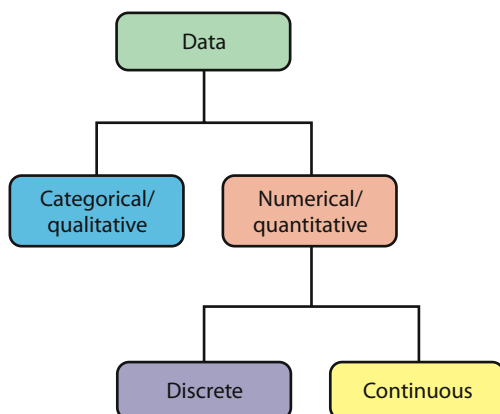 Data
Categorical/
qualitative
Numerical/
quantitative
Discrete
Continuous